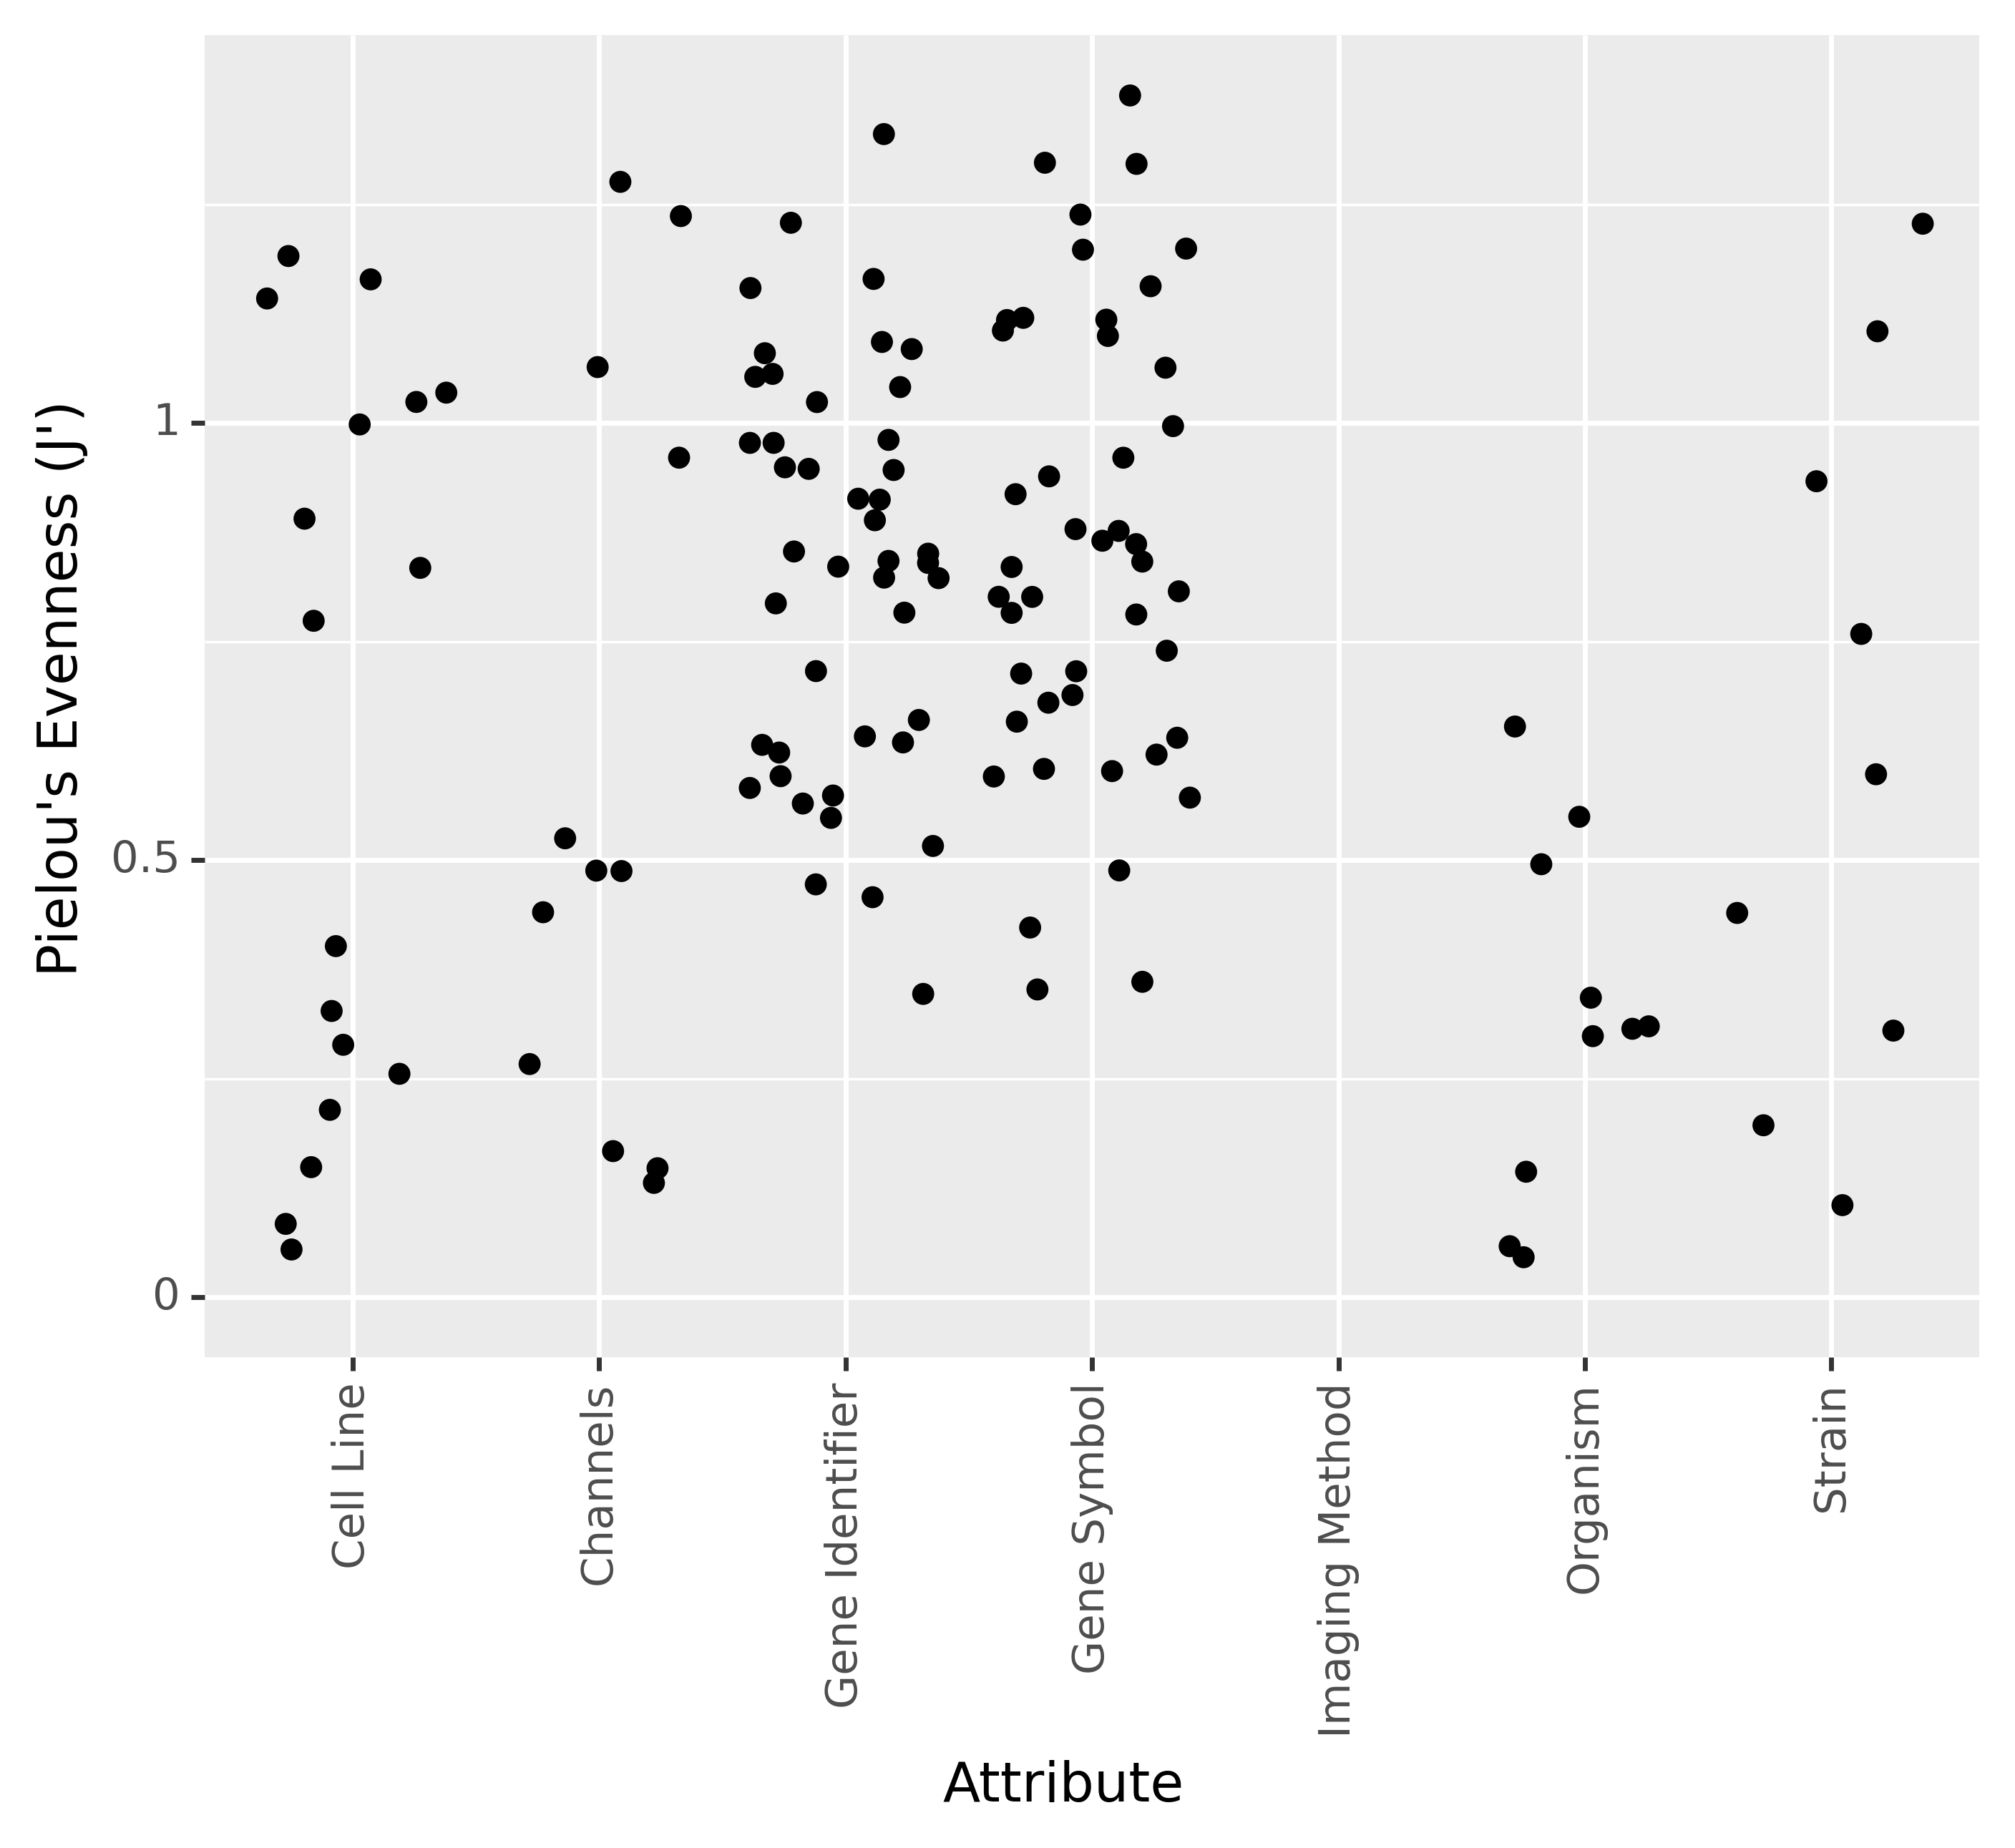 Pielou's Evenness (J')
1
0.5
0
Cell Line
Channels
Gene Identifier
Gene Symbol
Imaging Method
Organism
Strain
Attribute